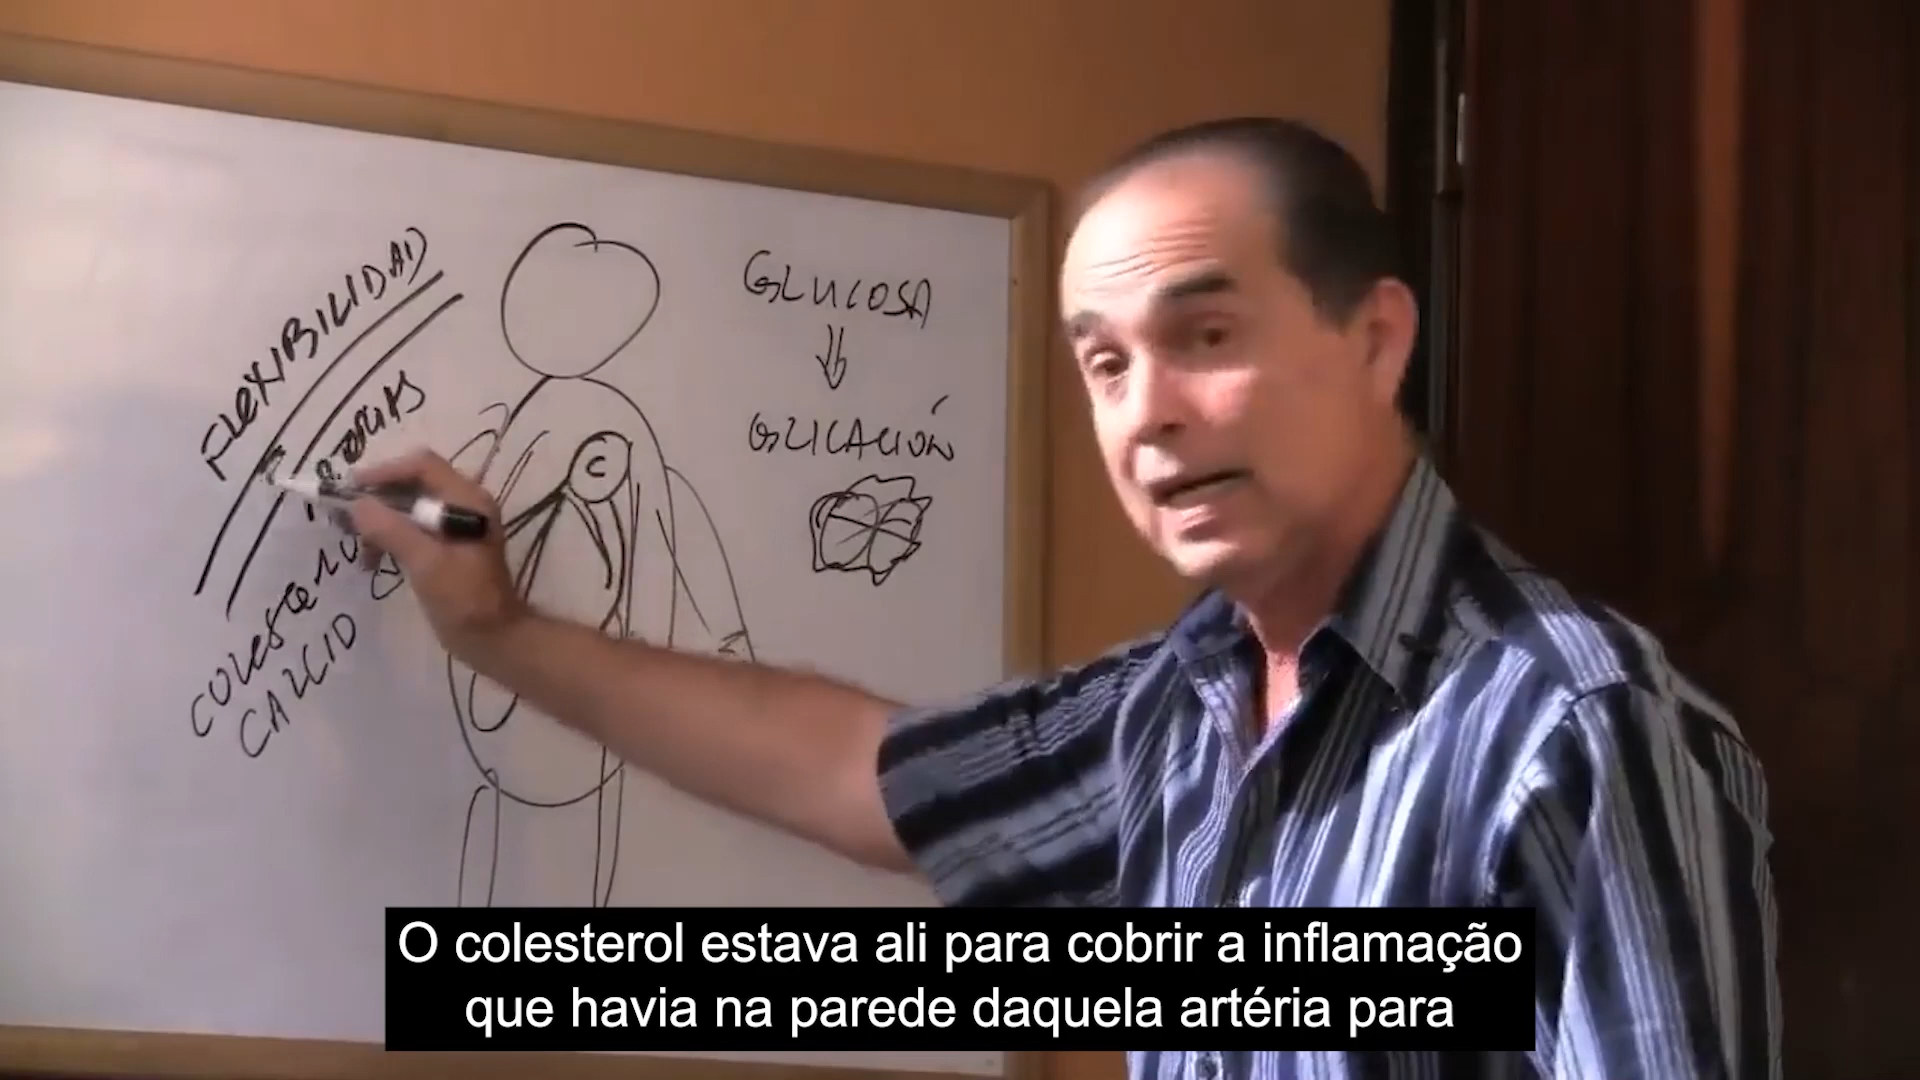 FLEXIBILIDAD
GLUCOSA
GLICACIÓN
C
CALCIO
O colesterol estava ali para cobrir a inflamação
que havia na parede daquela artéria para